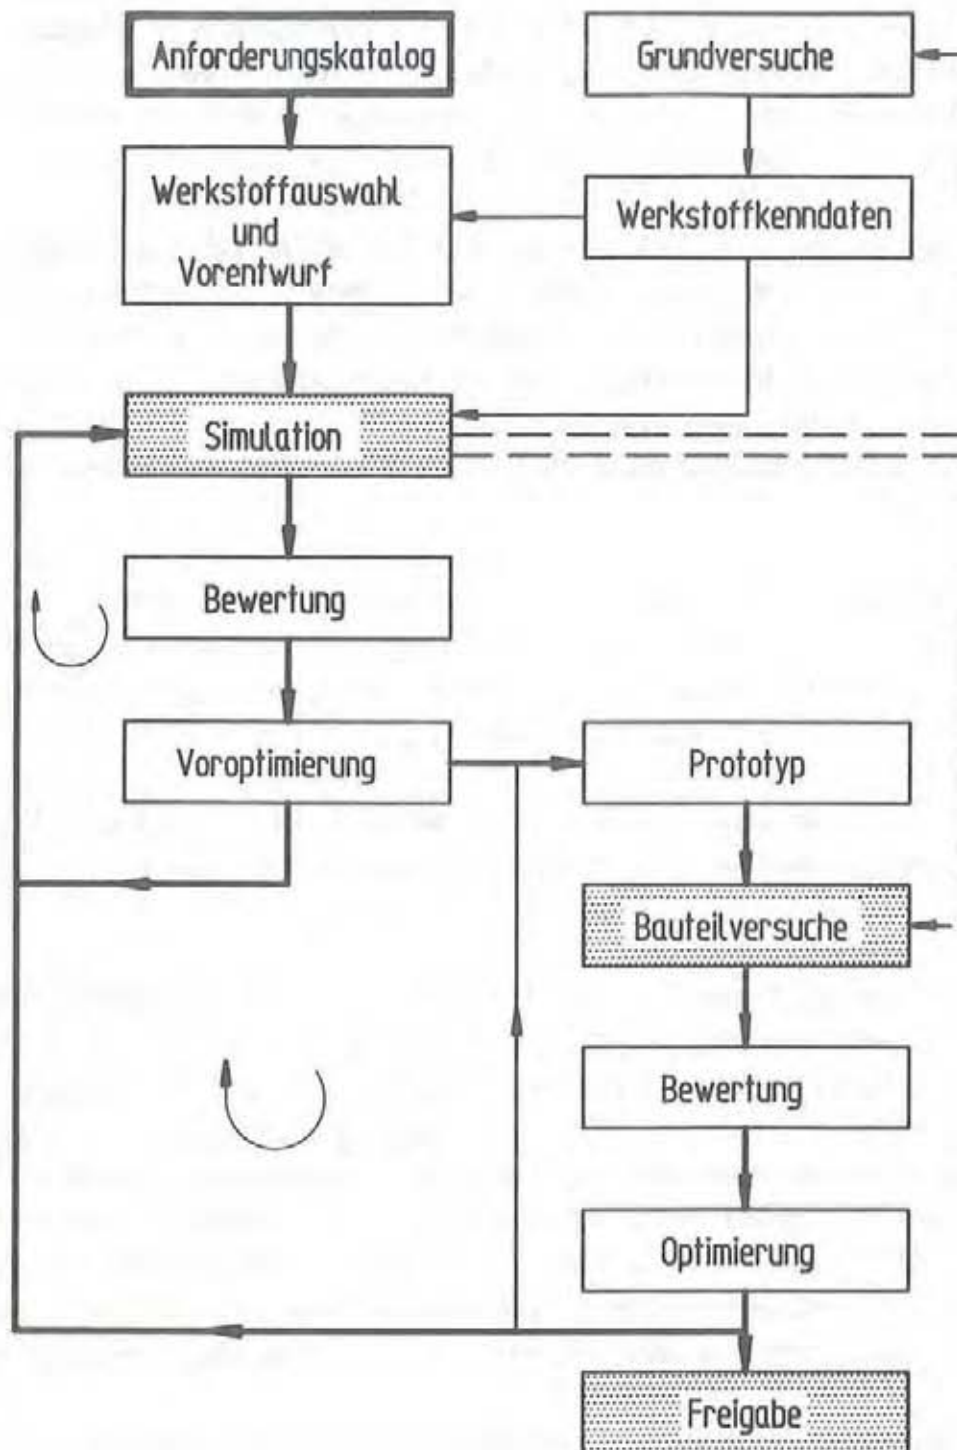 Anforderungskatalog
Grundversuche
Werkstoffauswahl
und
Vorentwurf
Werkstoffkenndaten
Simulation
Bewertung
Voroptimierung
Prototyp
Bauteilversuche
Bewertung
Optimierung
Freigabe